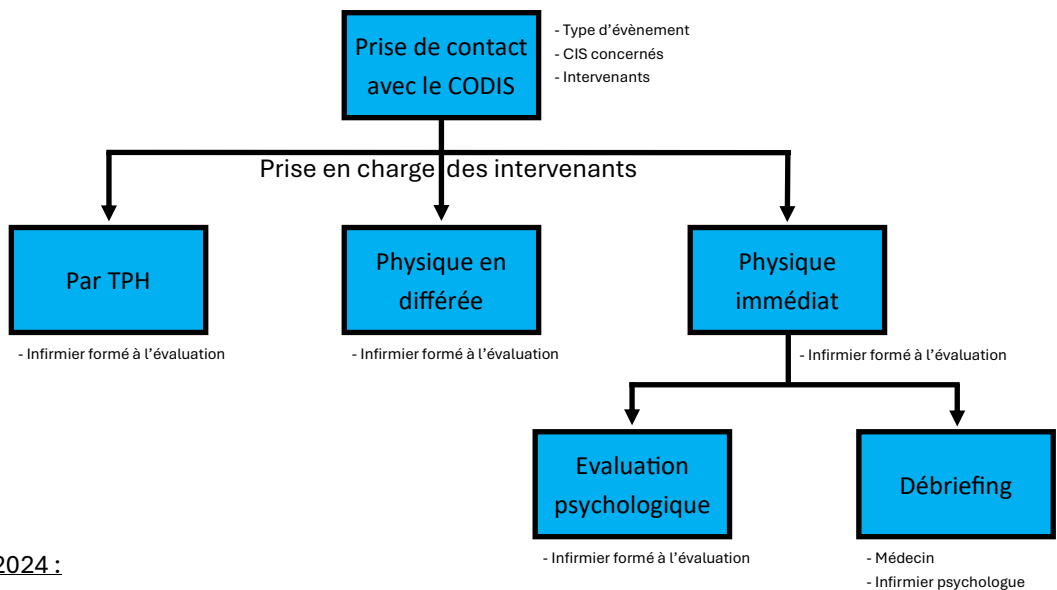 Prise de contact
avec le CODIS
- Type d’évènement
- CIS concernés
- Intervenants
Prise en charge des intervenants
Par TPH
- Infirmier formé à l’évaluation
Physique en
différée
- Infirmier formé à l’évaluation
Physique
immédiat
- Infirmier formé à l’évaluation
Evaluation
psychologique
- Infirmier formé à l’évaluation
Débriefing
- Médecin
- Infirmier psychologue
2024 :